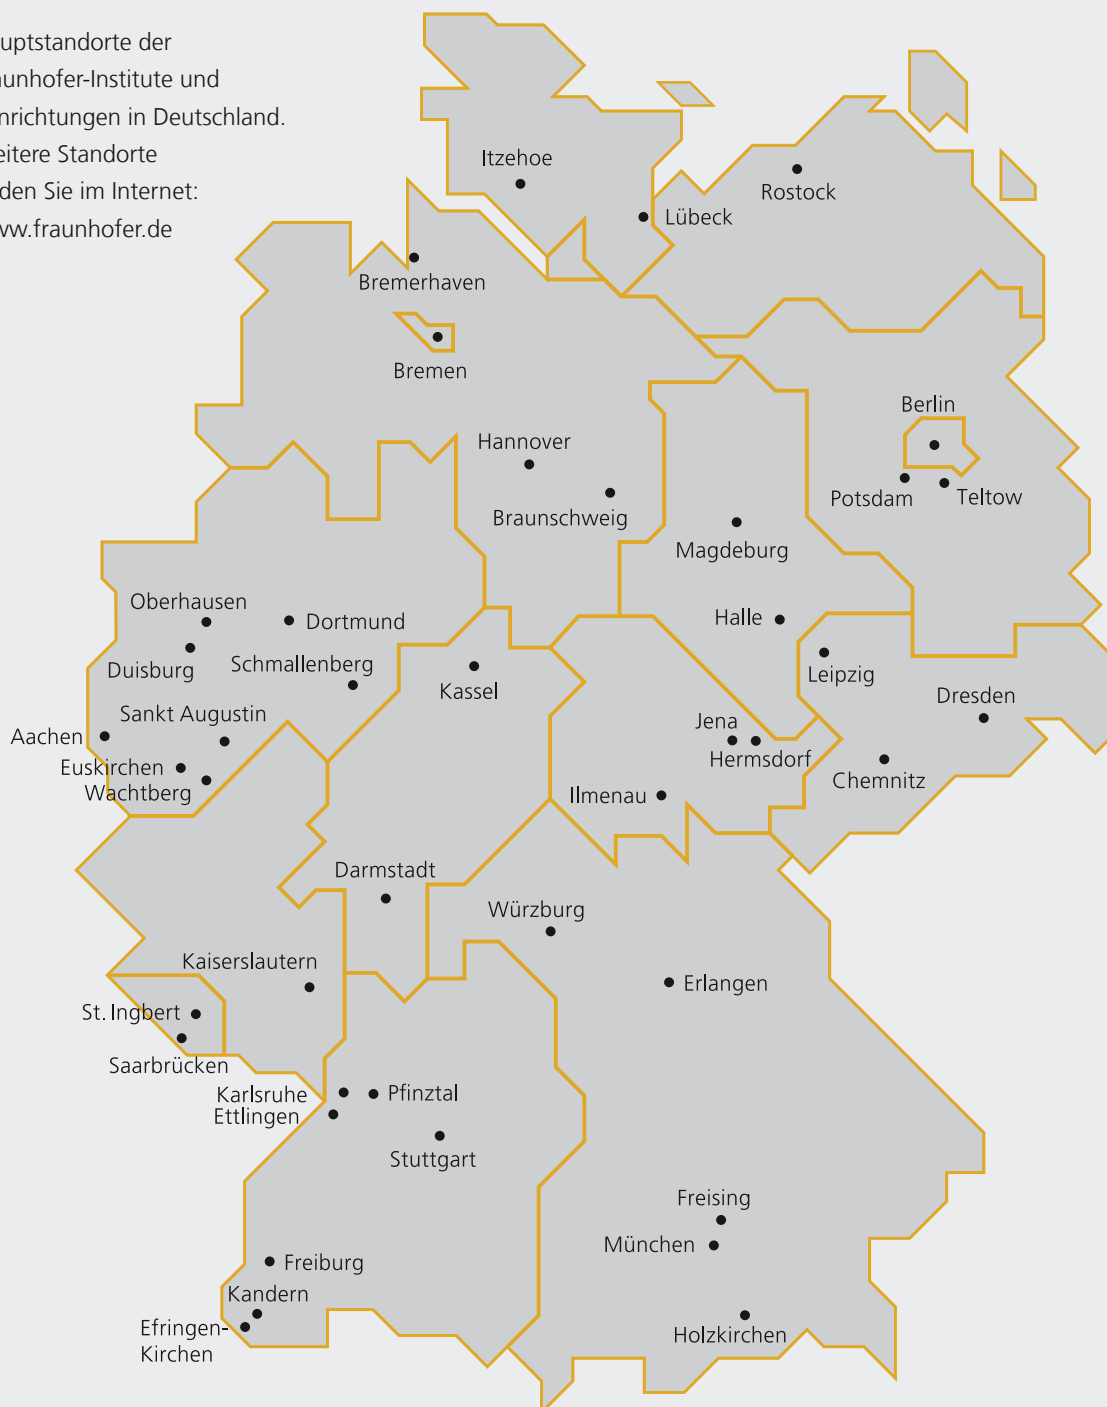 uptstandorte der
aunhofer-Institute und
nrichtungen in Deutschland.
eitere Standorte
den Sie im Internet:
ww.fraunhofer.de
Itzehoe
Rostock
Lübeck
Bremerhaven
Bremen
Berlin
Hannover
Potsdam
Teltow
Braunschweig
Magdeburg
Oberhausen
Dortmund
Halle
Duisburg
Schmallenberg
Kassel
Leipzig
Dresden
Sankt Augustin
Aachen
Jena
Hermsdorf
Euskirchen
Wachtberg
Chemnitz
Ilmenau
Darmstadt
Würzburg
Kaiserslautern
Erlangen
St. Ingbert
Saarbrücken
Karlsruhe
Pfinztal
Ettlingen
Stuttgart
Freising
München
Freiburg
Kandern
Efringen-
Kirchen
Holzkirchen